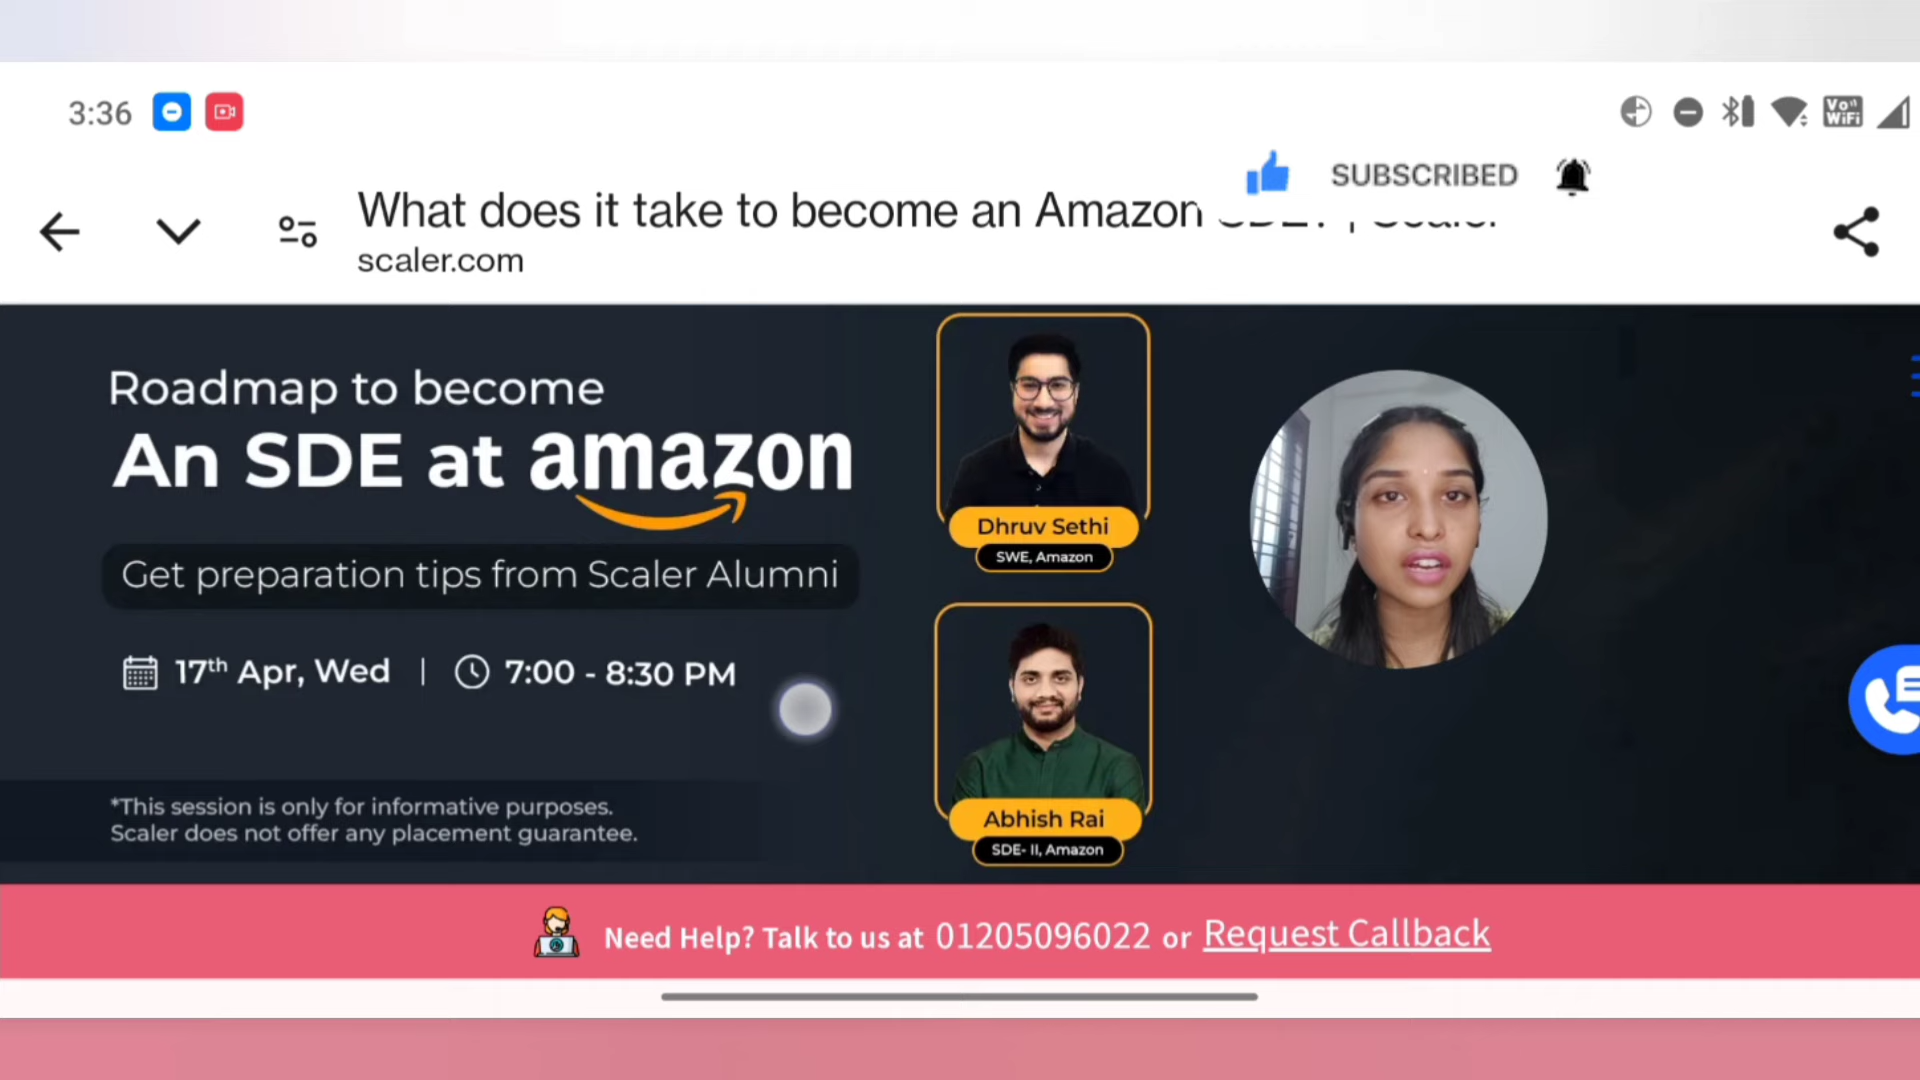 3:36
Vo WiFi
SUBSCRIBED
What does it take to become an Amazon
scaler.com
Roadmap to become
An SDE at amazon
Get preparation tips from Scaler Alumni
17th Apr, Wed | 7:00 - 8:30 PM
*This session is only for informative purposes.
Scaler does not offer any placement guarantee.
Dhruv Sethi
SWE, Amazon
Abhish Rai
SDE- II, Amazon
Need Help? Talk to us at 01205096022 or Request Callback